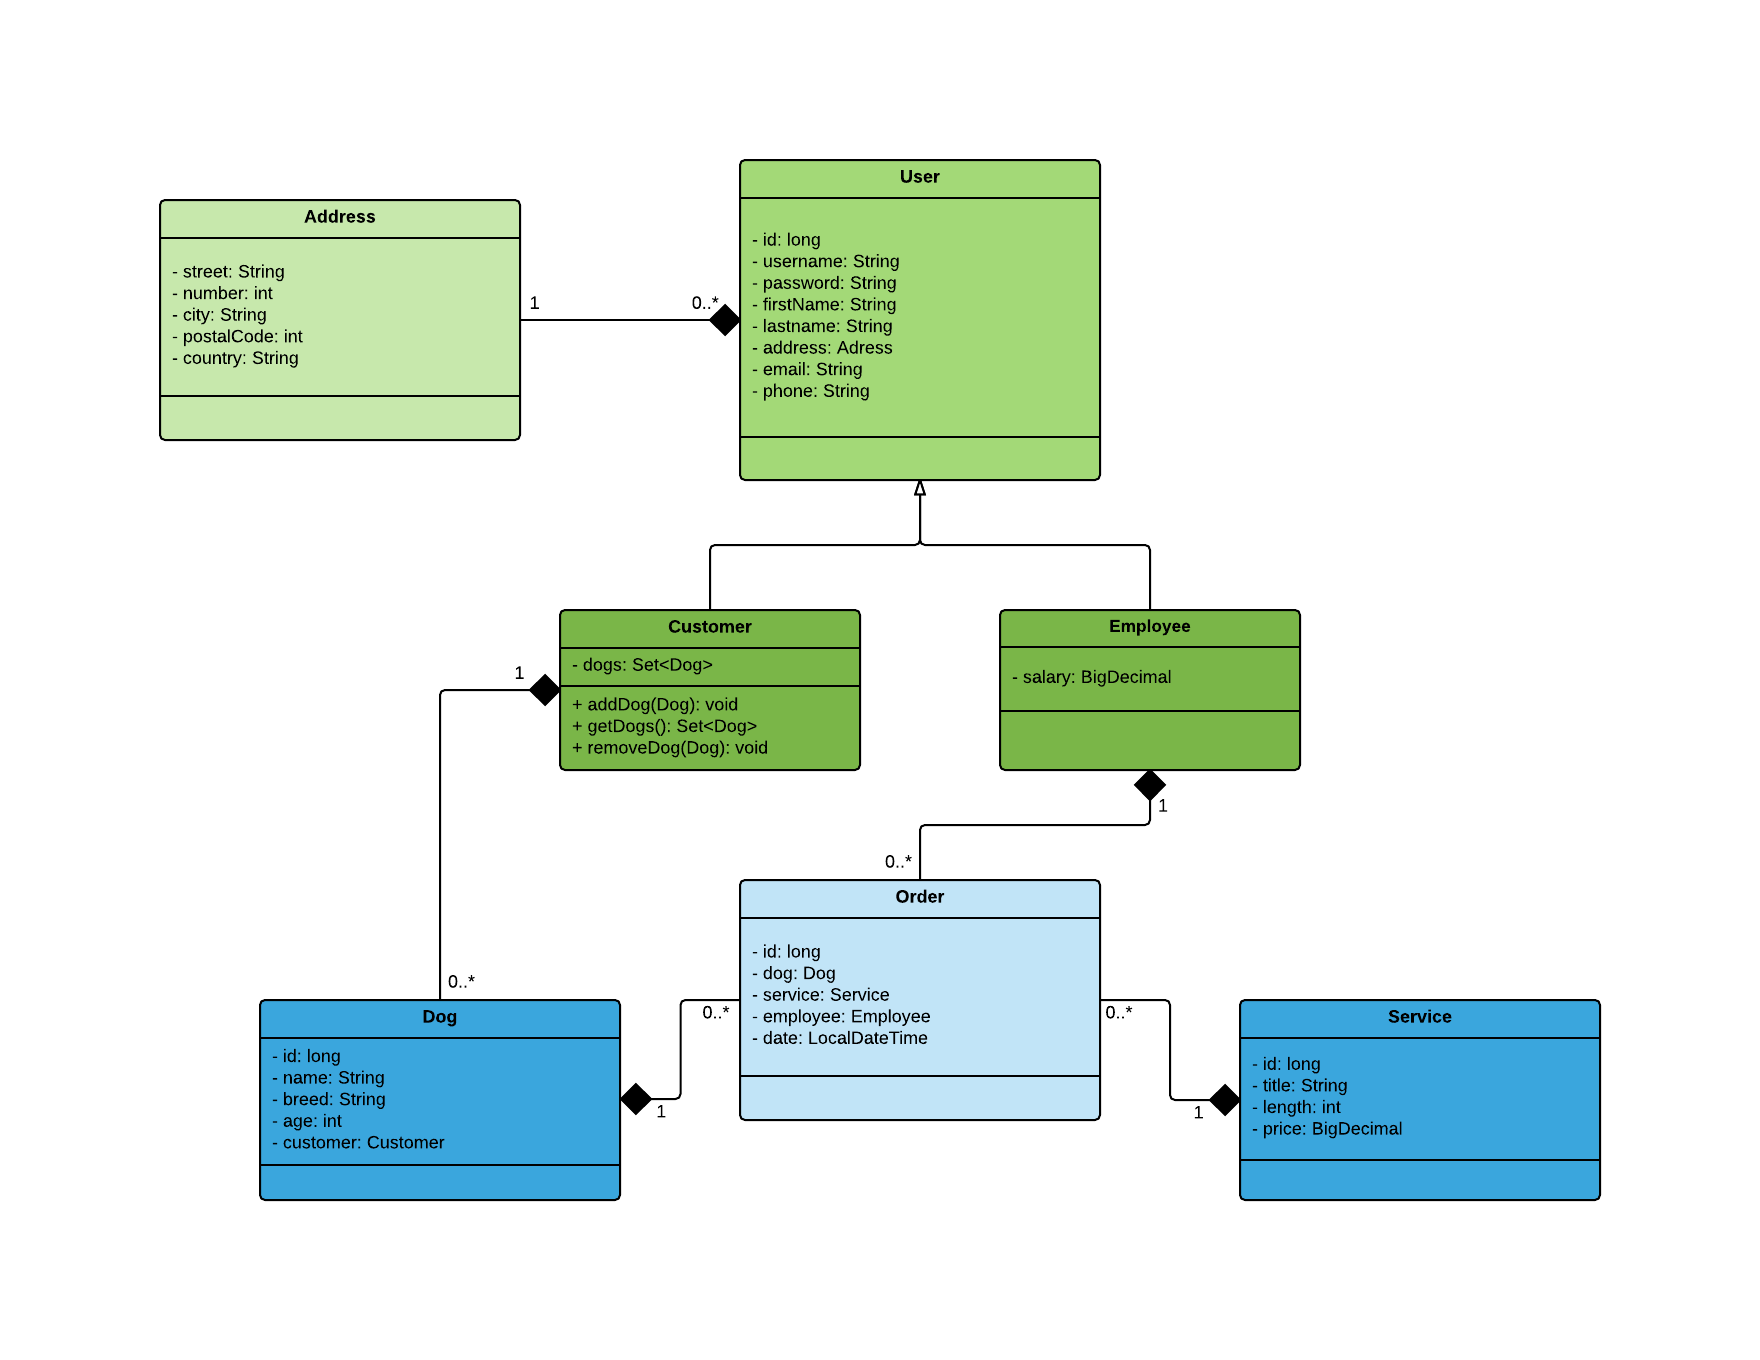 User
- id: long
- username: String
- password: String
- firstName: String
- lastname: String
- address: Adress
- email: String
- phone: String
Address
- street: String
- number: int
- city: String
- postalCode: int
- country: String
1
0..*
Customer
- dogs: Set<Dog>
+ addDog(Dog): void
+ getDogs(): Set<Dog>
+ removeDog(Dog): void
Employee
- salary: BigDecimal
1
1
0..*
Order
- id: long
- dog: Dog
- service: Service
- employee: Employee
- date: LocalDateTime
0..*
Dog
- id: long
- name: String
- breed: String
- age: int
- customer: Customer
0..*
1
0..*
1
Service
- id: long
- title: String
- length: int
- price: BigDecimal